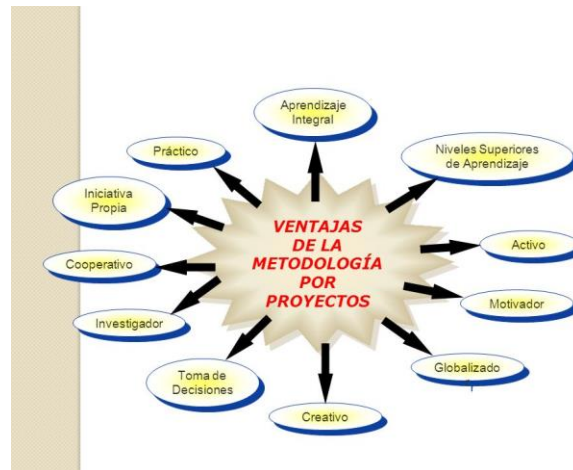 Aprendizaje
Integral
Práctico
Niveles Superiores
de Aprendizaje
Iniciativa
Propia
VENTAJAS
DE LA
METODOLOGÍA
POR
PROYECTOS
Activo
Cooperativo
Motivador
Investigador
Globalizado
r
Toma de
Decisiones
Creativo